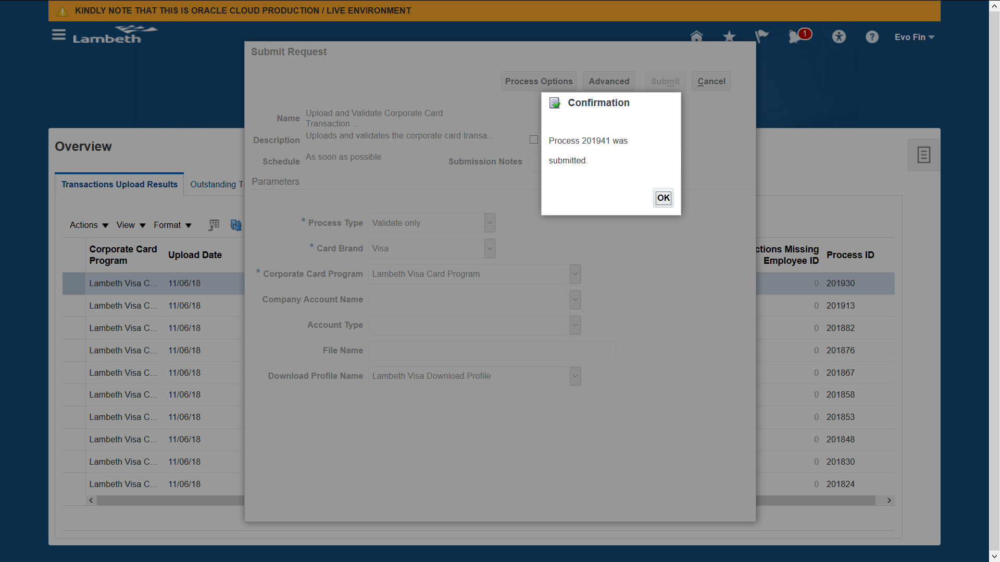 KINDLY NOTE THAT THIS IS ORACLE CLOUD PRODUCTION / LIVE ENVIRONMENT
Lambeth
1
?
Evo Fin
Submit Request
Process Options
Advanced
Submit
Cancel
Confirmation
Process 201941 was
submitted.
OK
Name
Upload and Validate Corporate Card
Transaction ...
Description
Uploads and validates the corporate card transa...
Schedule
As soon as possible
Submission Notes
Parameters
* Process Type
Validate only
* Card Brand
Visa
* Corporate Card Program
Lambeth Visa Card Program
Company Account Name
Account Type
File Name
Download Profile Name
Lambeth Visa Download Profile
Overview
Transactions Upload Results
Outstanding T
Actions
View
Format
Corporate Card
Program
Upload Date
ctions Missing
Employee ID
Process ID
Lambeth Visa C... 11/06/18 0 201930
Lambeth Visa C... 11/06/18 0 201913
Lambeth Visa C... 11/06/18 0 201882
Lambeth Visa C... 11/06/18 0 201876
Lambeth Visa C... 11/06/18 0 201867
Lambeth Visa C... 11/06/18 0 201858
Lambeth Visa C... 11/06/18 0 201853
Lambeth Visa C... 11/06/18 0 201848
Lambeth Visa C... 11/06/18 0 201830
Lambeth Visa C... 11/06/18 0 201824